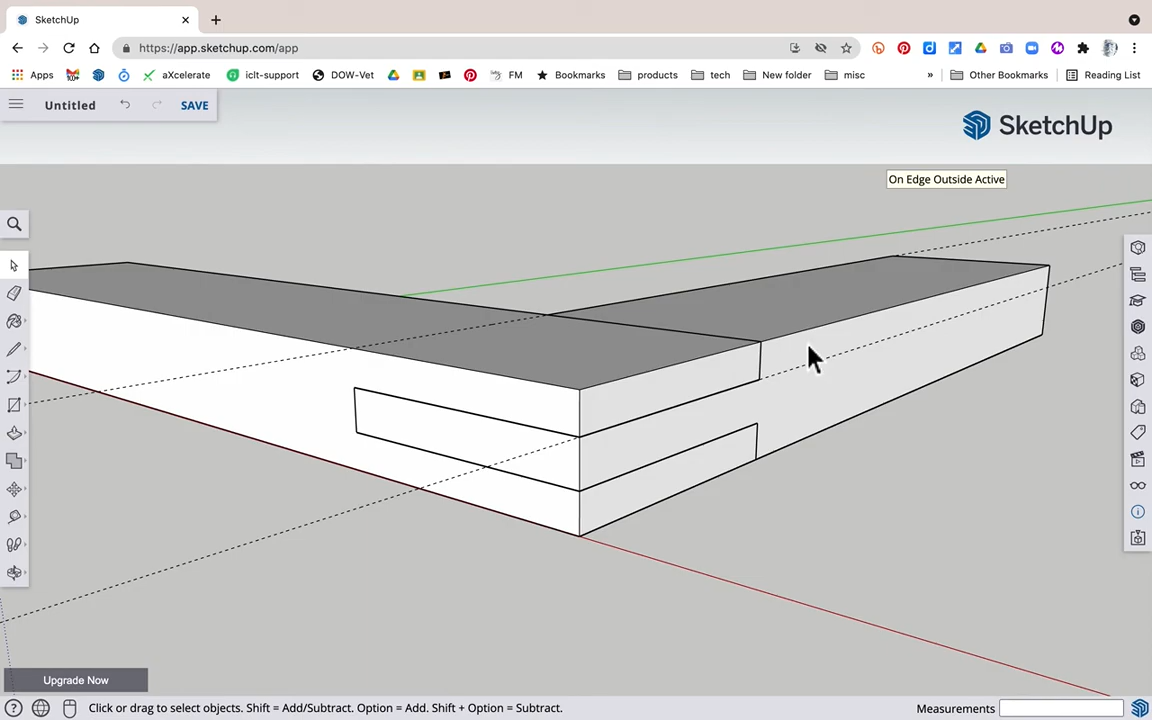 SketchUp
https://app.sketchup.com/app
Apps
aXcelerate
iclt-support
DOW-Vet
FM
Bookmarks
products
tech
New folder
misc
»
Other Bookmarks
Reading List
Untitled
SAVE
SketchUp
On Edge Outside Active
Upgrade Now
Click or drag to select objects. Shift = Add/Subtract. Option = Add. Shift + Option = Subtract.
Measurements